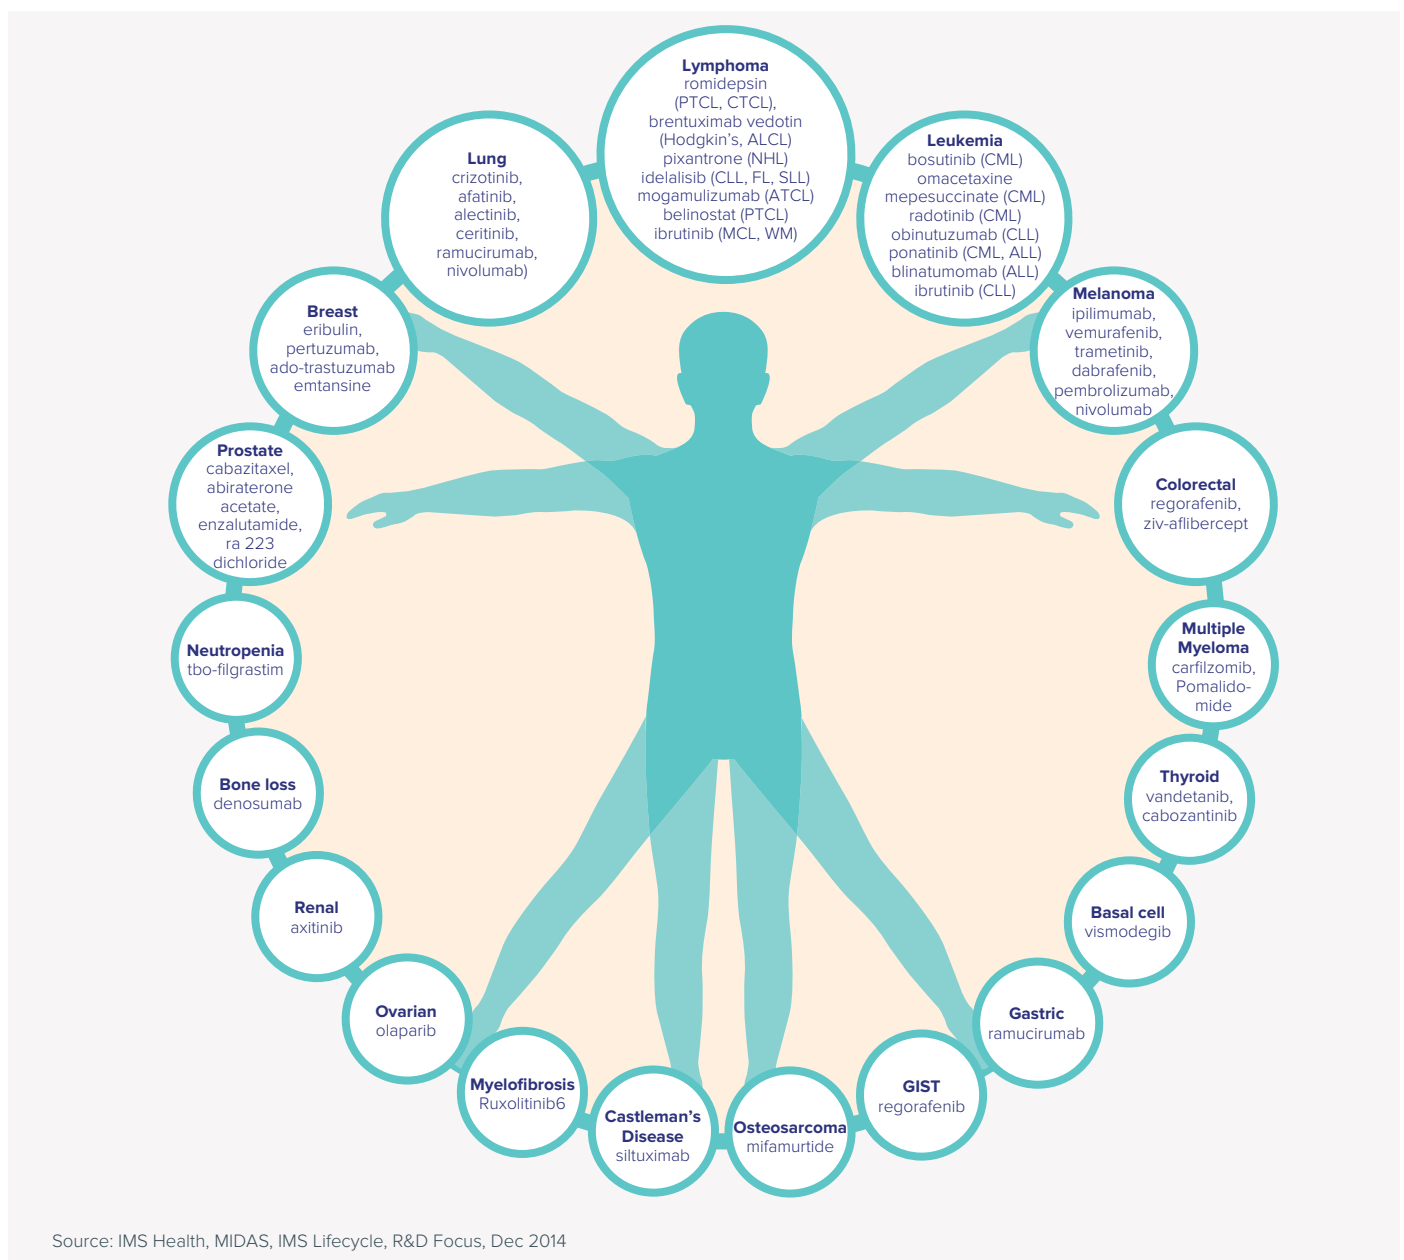 Lymphoma
romidepsin
(PTCL, CTCL),
brentuximab vedotin
(Hodgkin's, ALCL)
pixantrone (NHL)
idelalisib (CLL, FL, SLL)
mogamulizumab (ATCL)
belinostat (PTCL)
ibrutinib (MCL, WM)
Leukemia
bosutinib (CML)
omacetaxine
mepesuccinate (CML)
radotinib (CML)
obinutuzumab (CLL)
ponatinib (CML, ALL)
blinatumomab (ALL)
ibrutinib (CLL)
Melanoma
ipilimumab,
vemurafenib,
trametinib,
dabrafenib,
pembrolizumab,
nivolumab
Colorectal
regorafenib,
ziv-aflibercept
Multiple
Myeloma
carfilzomib,
Pomalido-
mide
Thyroid
vandetanib,
cabozantinib
Basal cell
vismodegib
Gastric
ramucirumab
GIST
regorafenib
Osteosarcoma
mifamurtide
Castleman's
Disease
siltuximab
Myelofibrosis
Ruxolitinib6
Ovarian
olaparib
Renal
axitinib
Bone loss
denosumab
Neutropenia
tbo-filgrastim
Prostate
cabazitaxel,
abiraterone
acetate,
enzalutamide,
ra 223
dichloride
Breast
eribulin,
pertuzumab,
ado-trastuzumab
emtansine
Lung
crizotinib,
afatinib,
alectinib,
ceritinib,
ramucirumab,
nivolumab)
Source: IMS Health, MIDAS, IMS Lifecycle, R&D Focus, Dec 2014